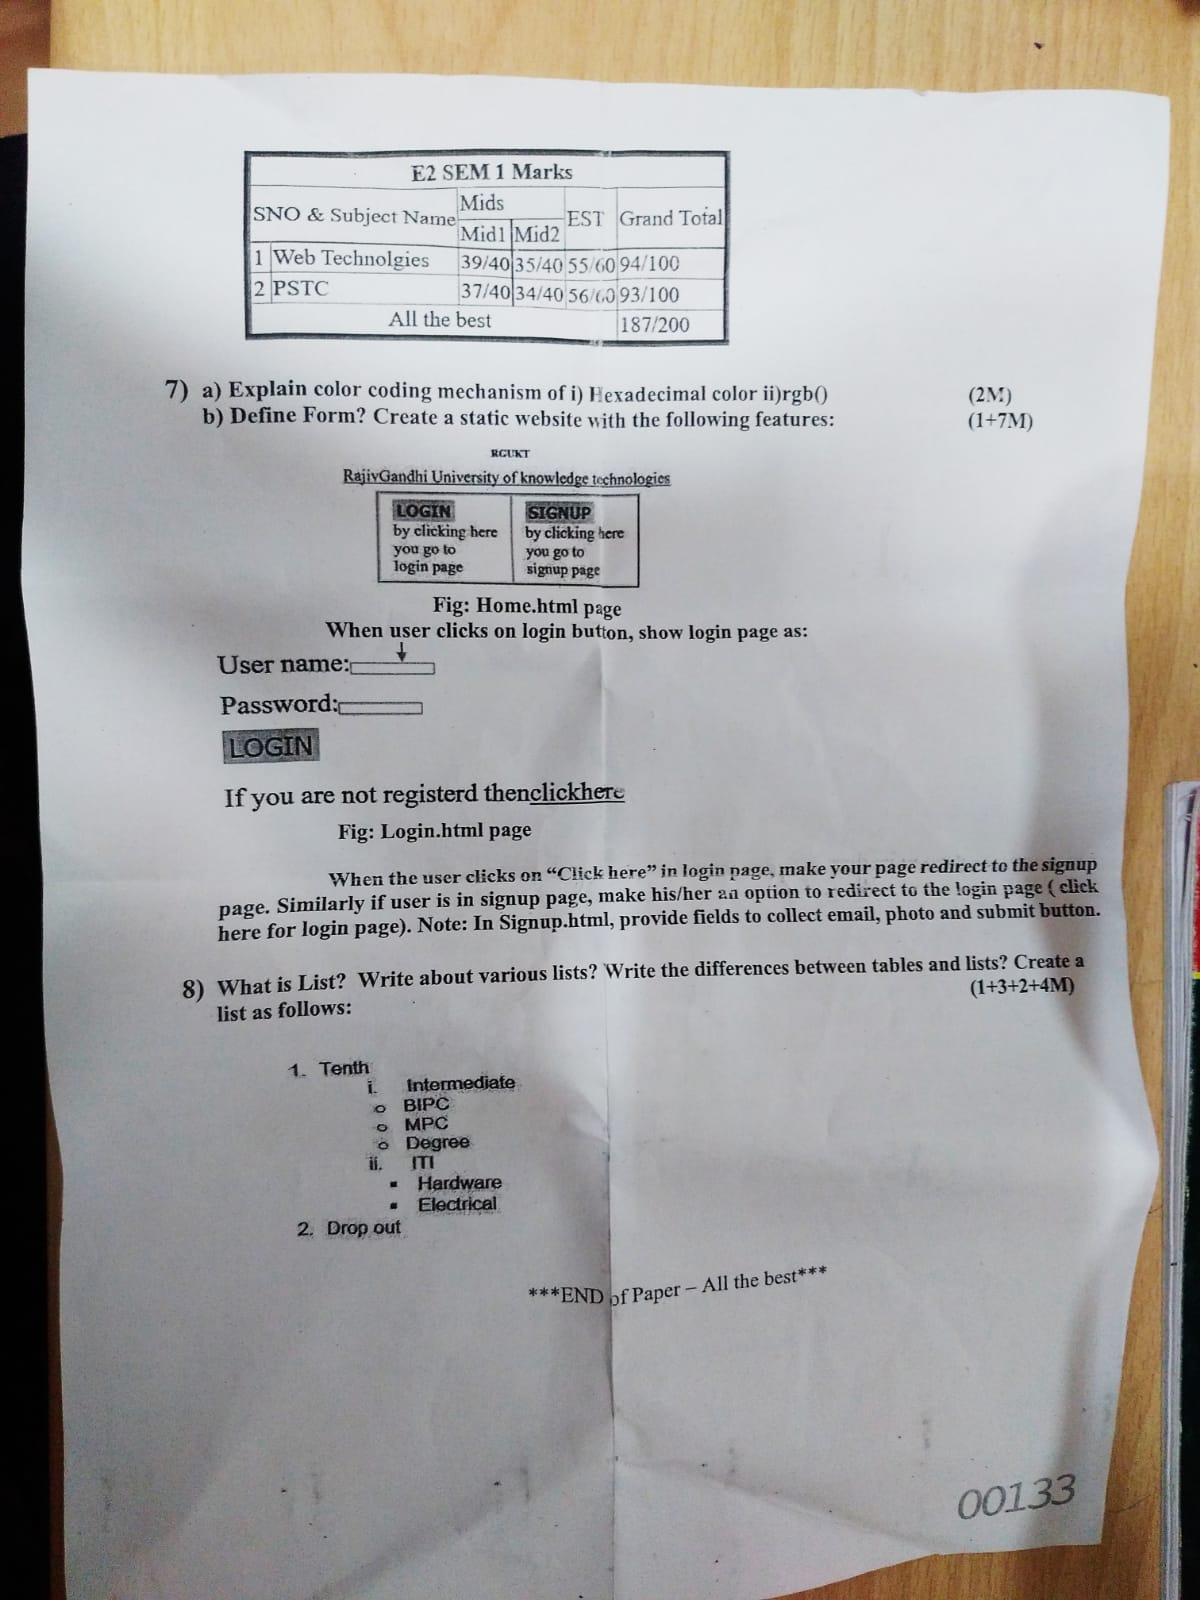 E2 SEM 1 Marks
SNO & Subject Name Mids EST Grand Total
Mid1 Mid2
1 Web Technolgies 39/40 35/40 55/60 94/100
2 PSTC 37/40 34/40 56/60 93/100
All the best 187/200
7) a) Explain color coding mechanism of i) Hexadecimal color ii)rgb() (2M)
b) Define Form? Create a static website with the following features: (1+7M)
RGUKT
RajivGandhi University of knowledge technologies
LOGIN SIGNUP
by clicking here by clicking here
you go to you go to
login page signup page
Fig: Home.html page
When user clicks on login button, show login page as:
User name:
Password:
LOGIN
If you are not registerd thenclickhere
Fig: Login.html page
When the user clicks on “Click here” in login page, make your page redirect to the signup
page. Similarly if user is in signup page, make his/her an option to redirect to the login page ( click
here for login page). Note: In Signup.html, provide fields to collect email, photo and submit button.
8) What is List? Write about various lists? Write the differences between tables and lists? Create a
list as follows: (1+3+2+4M)
1. Tenth
i. Intermediate
o BIPC
o MPC
o Degree
ii. ITI
▪ Hardware
▪ Electrical
2. Drop out
***END of Paper – All the best***
00133